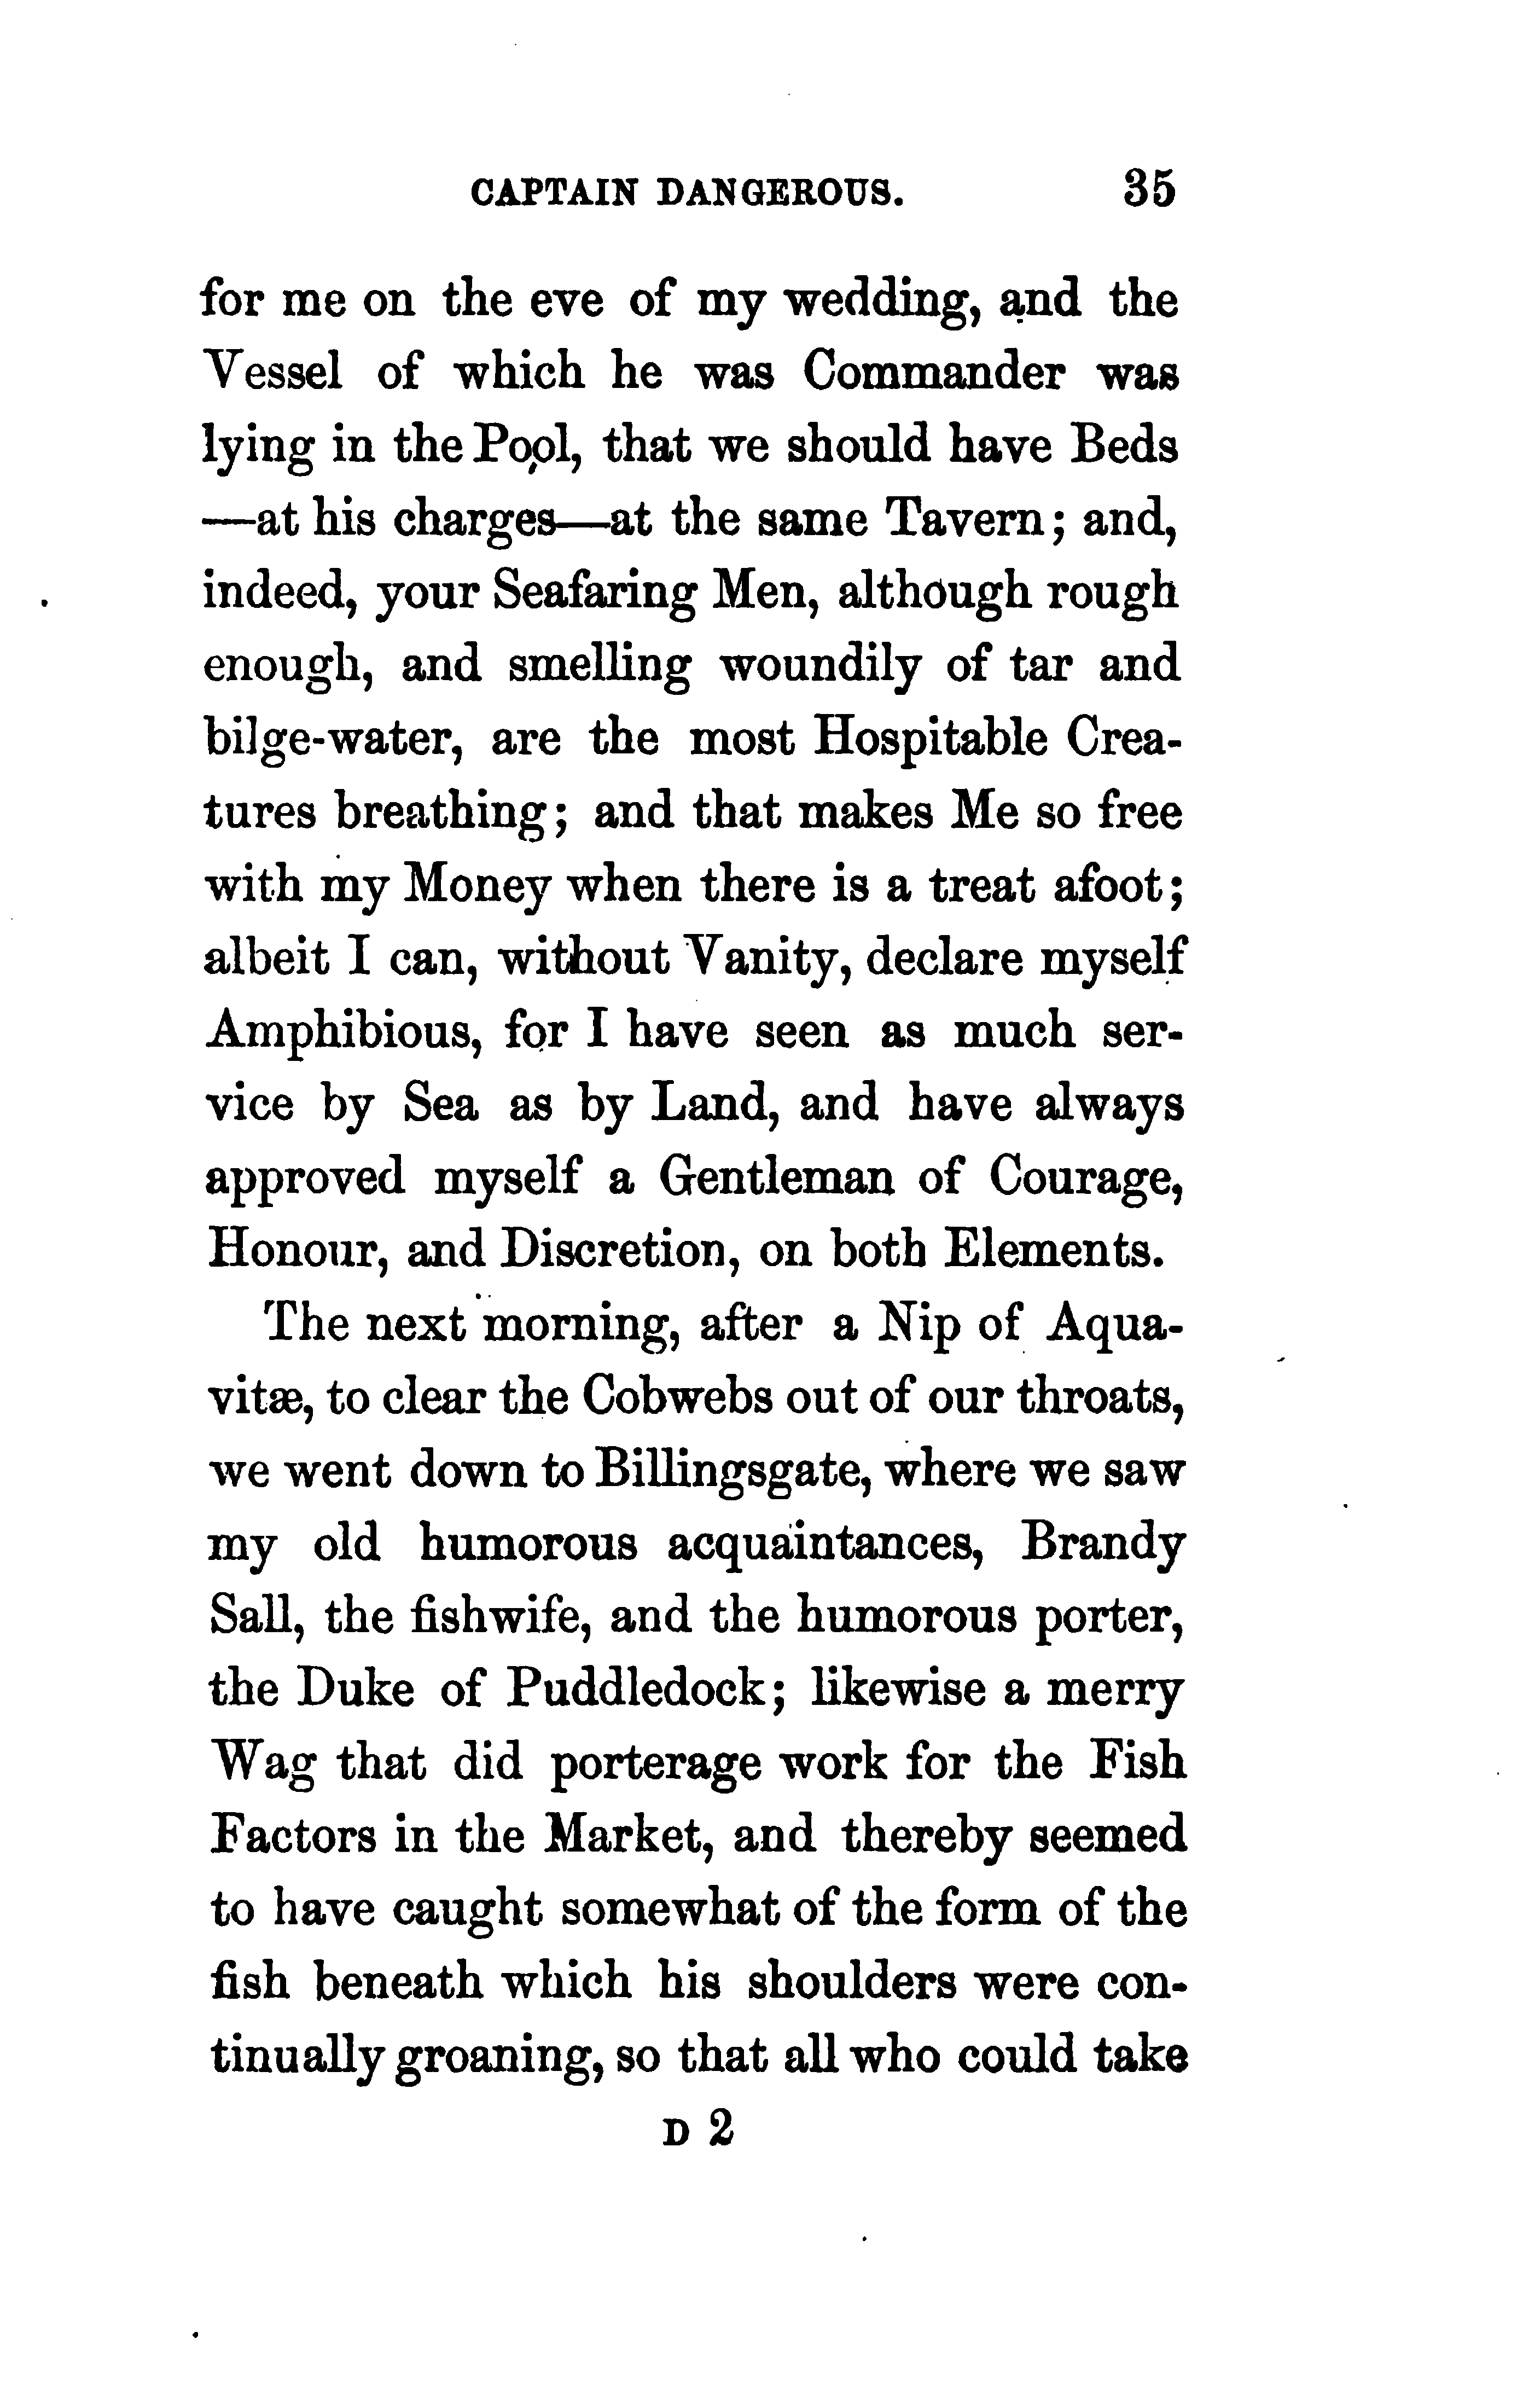 CAPTAIN DANGEROUS. 35
for me on the eve of my wedding, and the
Vessel of which he was Commander was
lying in the Pool, that we should have Beds
—at his charges—at the same Tavern; and,
indeed, your Seafaring Men, although rough
enough, and smelling woundily of tar and
bilge-water, are the most Hospitable Crea-
tures breathing; and that makes Me so free
with my Money when there is a treat afoot;
albeit I can, without Vanity, declare myself
Amphibious, for I have seen as much ser-
vice by Sea as by Land, and have always
approved myself a Gentleman of Courage,
Honour, and Discretion, on both Elements.
The next morning, after a Nip of Aqua-
vitæ, to clear the Cobwebs out of our throats,
we went down to Billingsgate, where we saw
my old humorous acquaintances, Brandy
Sall, the fishwife, and the humorous porter,
the Duke of Puddledock; likewise a merry
Wag that did porterage work for the Fish
Factors in the Market, and thereby seemed
to have caught somewhat of the form of the
fish beneath which his shoulders were con-
tinually groaning, so that all who could take
D 2